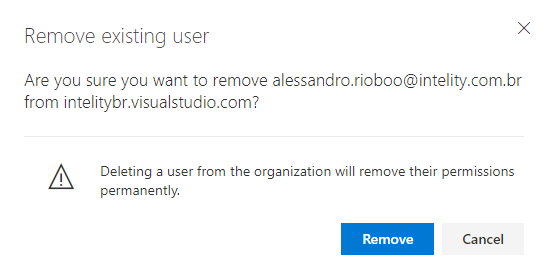 Remove existing user
Are you sure you want to remove alessandro.rioboo@intelity.com.br
from intelitybr.visualstudio.com?
Deleting a user from the organization will remove their permissions
permanently.
Remove
Cancel